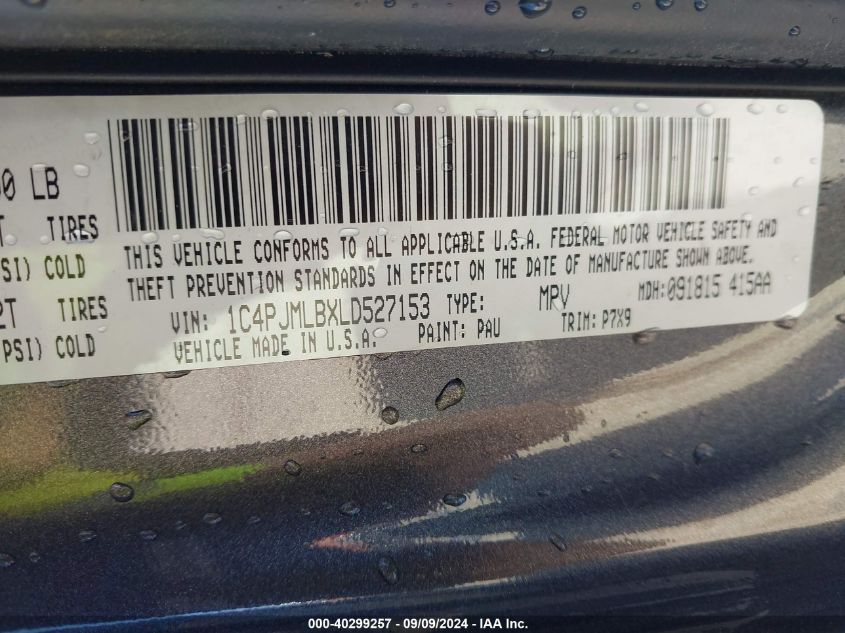 0 LB
T TIRES
SI) COLD
2T TIRES
PSI) COLD
THIS VEHICLE CONFORMS TO ALL APPLICABLE U.S.A. FEDERAL MOTOR VEHICLE SAFETY AND
THEFT PREVENTION STANDARDS IN EFFECT ON THE DATE OF MANUFACTURE SHOWN ABOVE.
VIN: 1C4PJMLBXLD527153 TYPE: MPV MDH:091815 415AA
VEHICLE MADE IN U.S.A. PAINT: PAU TRIM: P7X9
000-40299257 - 09/09/2024 - IAA Inc.